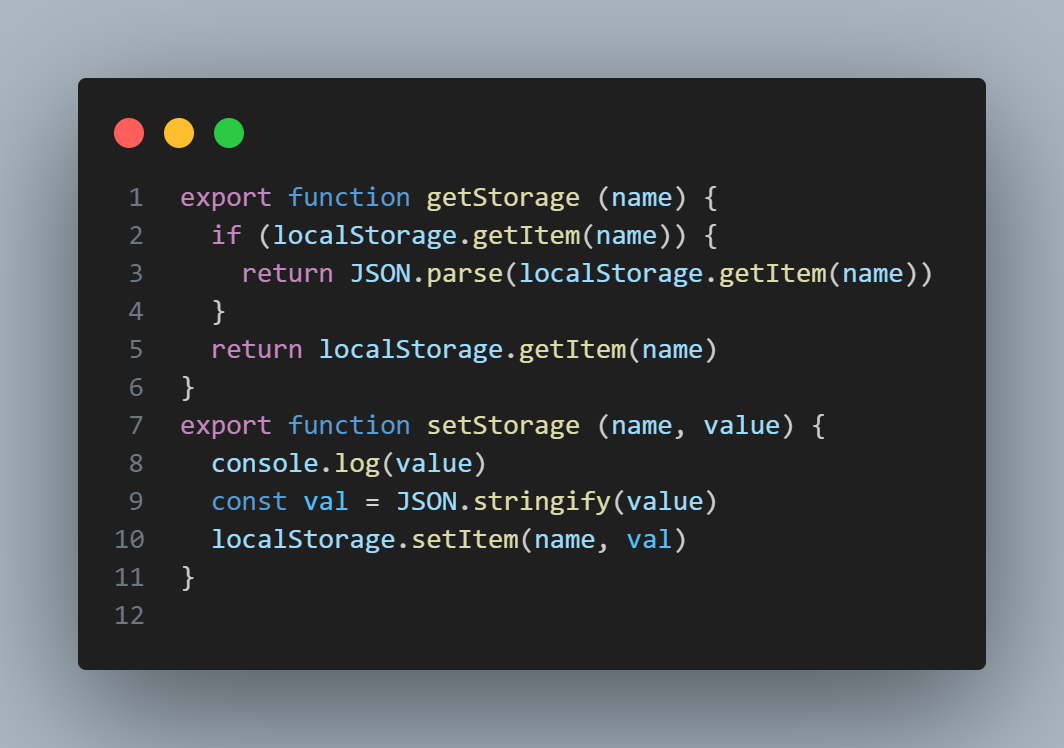 1 export function getStorage (name) {
2   if (localStorage.getItem(name)) {
3     return JSON.parse(localStorage.getItem(name))
4   }
5   return localStorage.getItem(name)
6 }
7 export function setStorage (name, value) {
8   console.log(value)
9   const val = JSON.stringify(value)
10   localStorage.setItem(name, val)
11 }
12